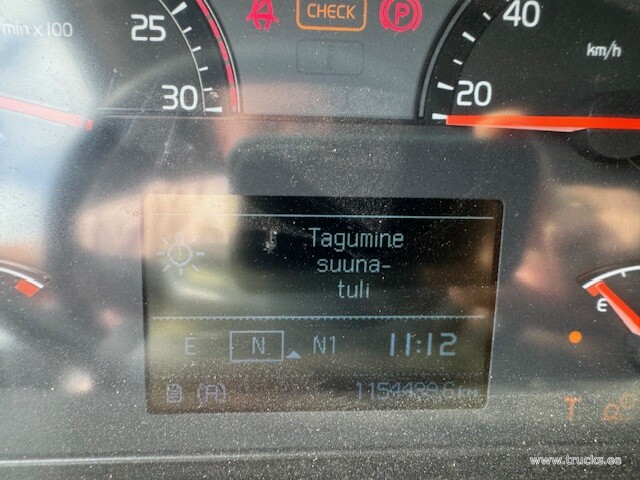 min x 100
25
30
CHECK
P
40
20
km/h
Tagumine
suuna-
tuli
E
N
N1
11:12
(A)
E
www.trucks.ee